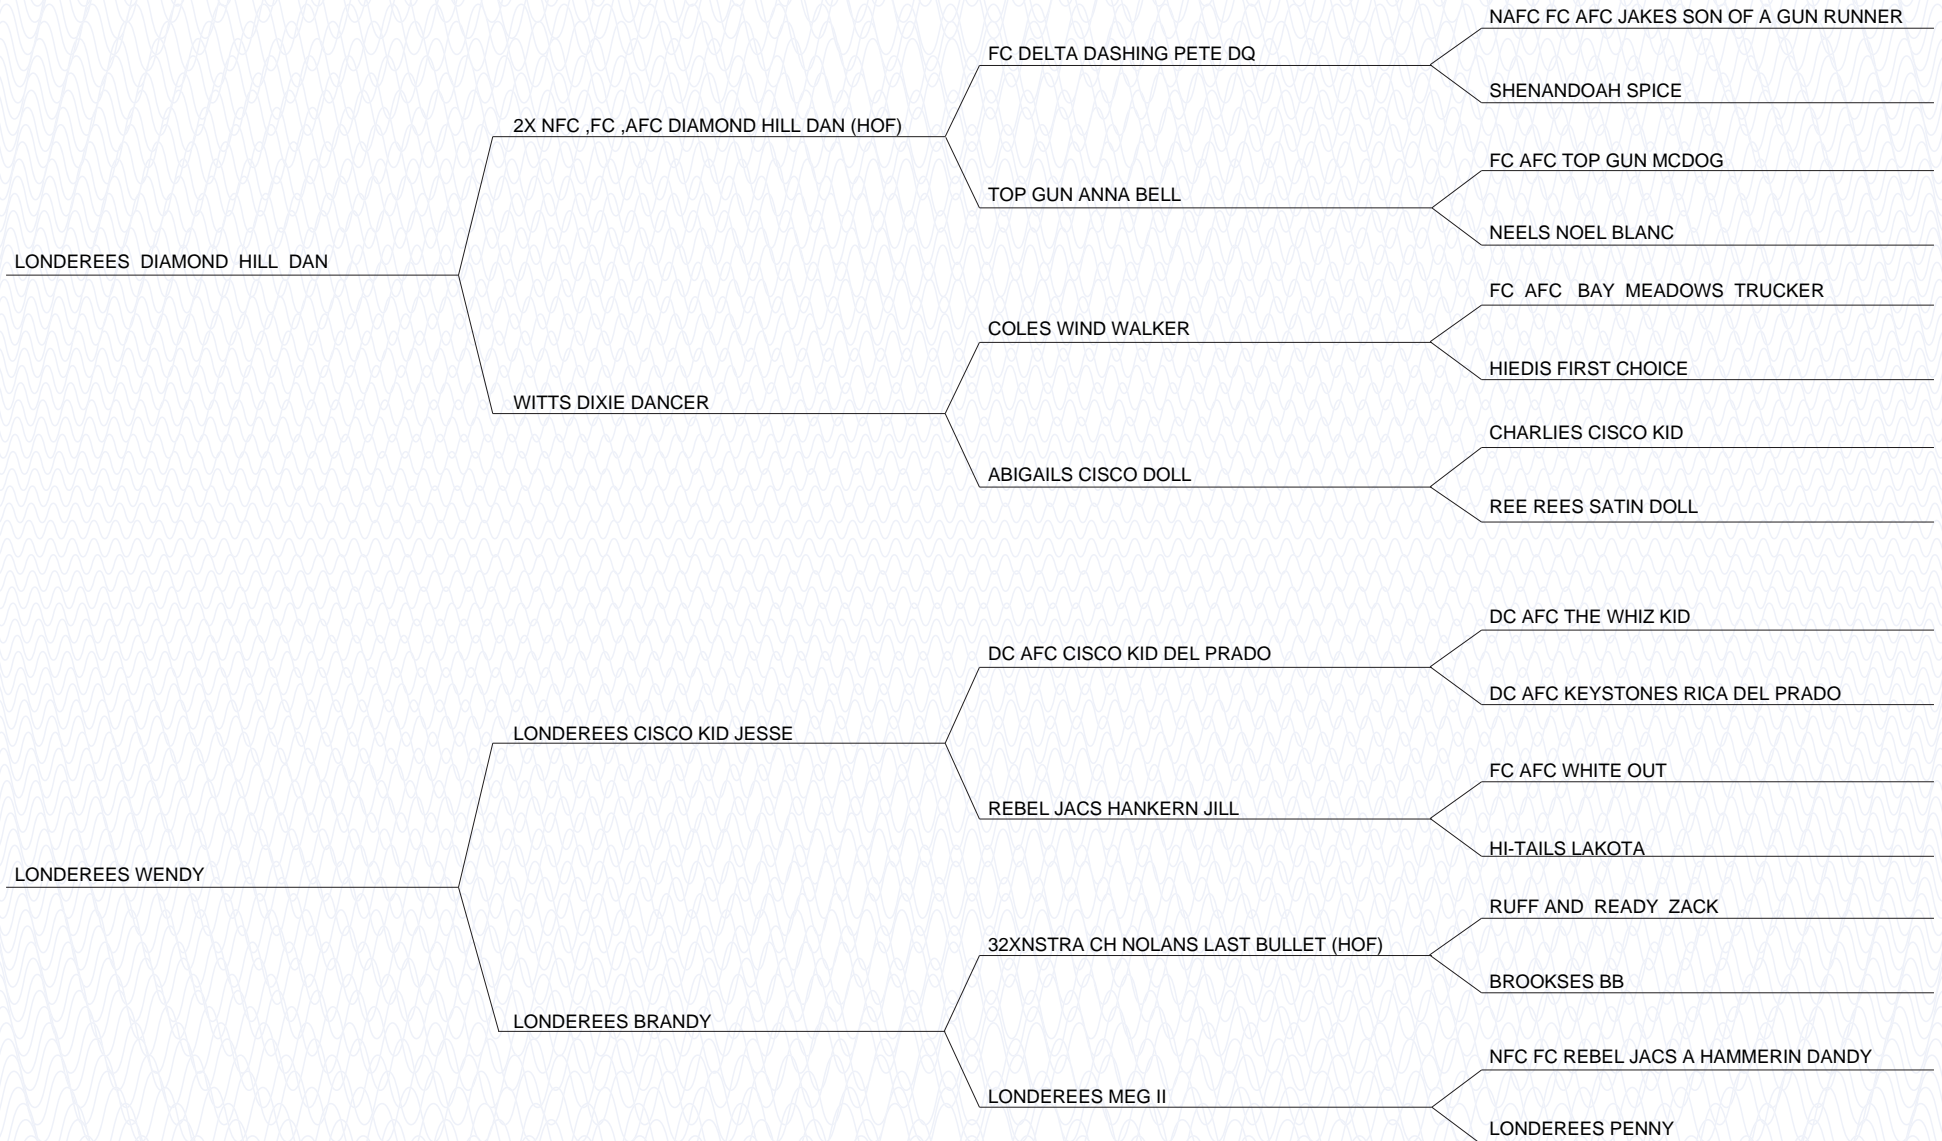 NAFC FC AFC JAKES SON OF A GUN RUNNER
FC DELTA DASHING PETE DQ
SHENANDOAH SPICE
2X NFC ,FC ,AFC DIAMOND HILL DAN (HOF)
FC AFC TOP GUN MCDOG
TOP GUN ANNA BELL
NEELS NOEL BLANC
LONDEREES DIAMOND HILL DAN
FC AFC BAY MEADOWS TRUCKER
COLES WIND WALKER
HIEDIS FIRST CHOICE
WITTS DIXIE DANCER
CHARLIES CISCO KID
ABIGAILS CISCO DOLL
REE REES SATIN DOLL
DC AFC THE WHIZ KID
DC AFC CISCO KID DEL PRADO
DC AFC KEYSTONES RICA DEL PRADO
LONDEREES CISCO KID JESSE
FC AFC WHITE OUT
REBEL JACS HANKERN JILL
HI-TAILS LAKOTA
LONDEREES WENDY
RUFF AND READY ZACK
32XNSTRA CH NOLANS LAST BULLET (HOF)
BROOKSES BB
LONDEREES BRANDY
NFC FC REBEL JACS A HAMMERIN DANDY
LONDEREES MEG II
LONDEREES PENNY